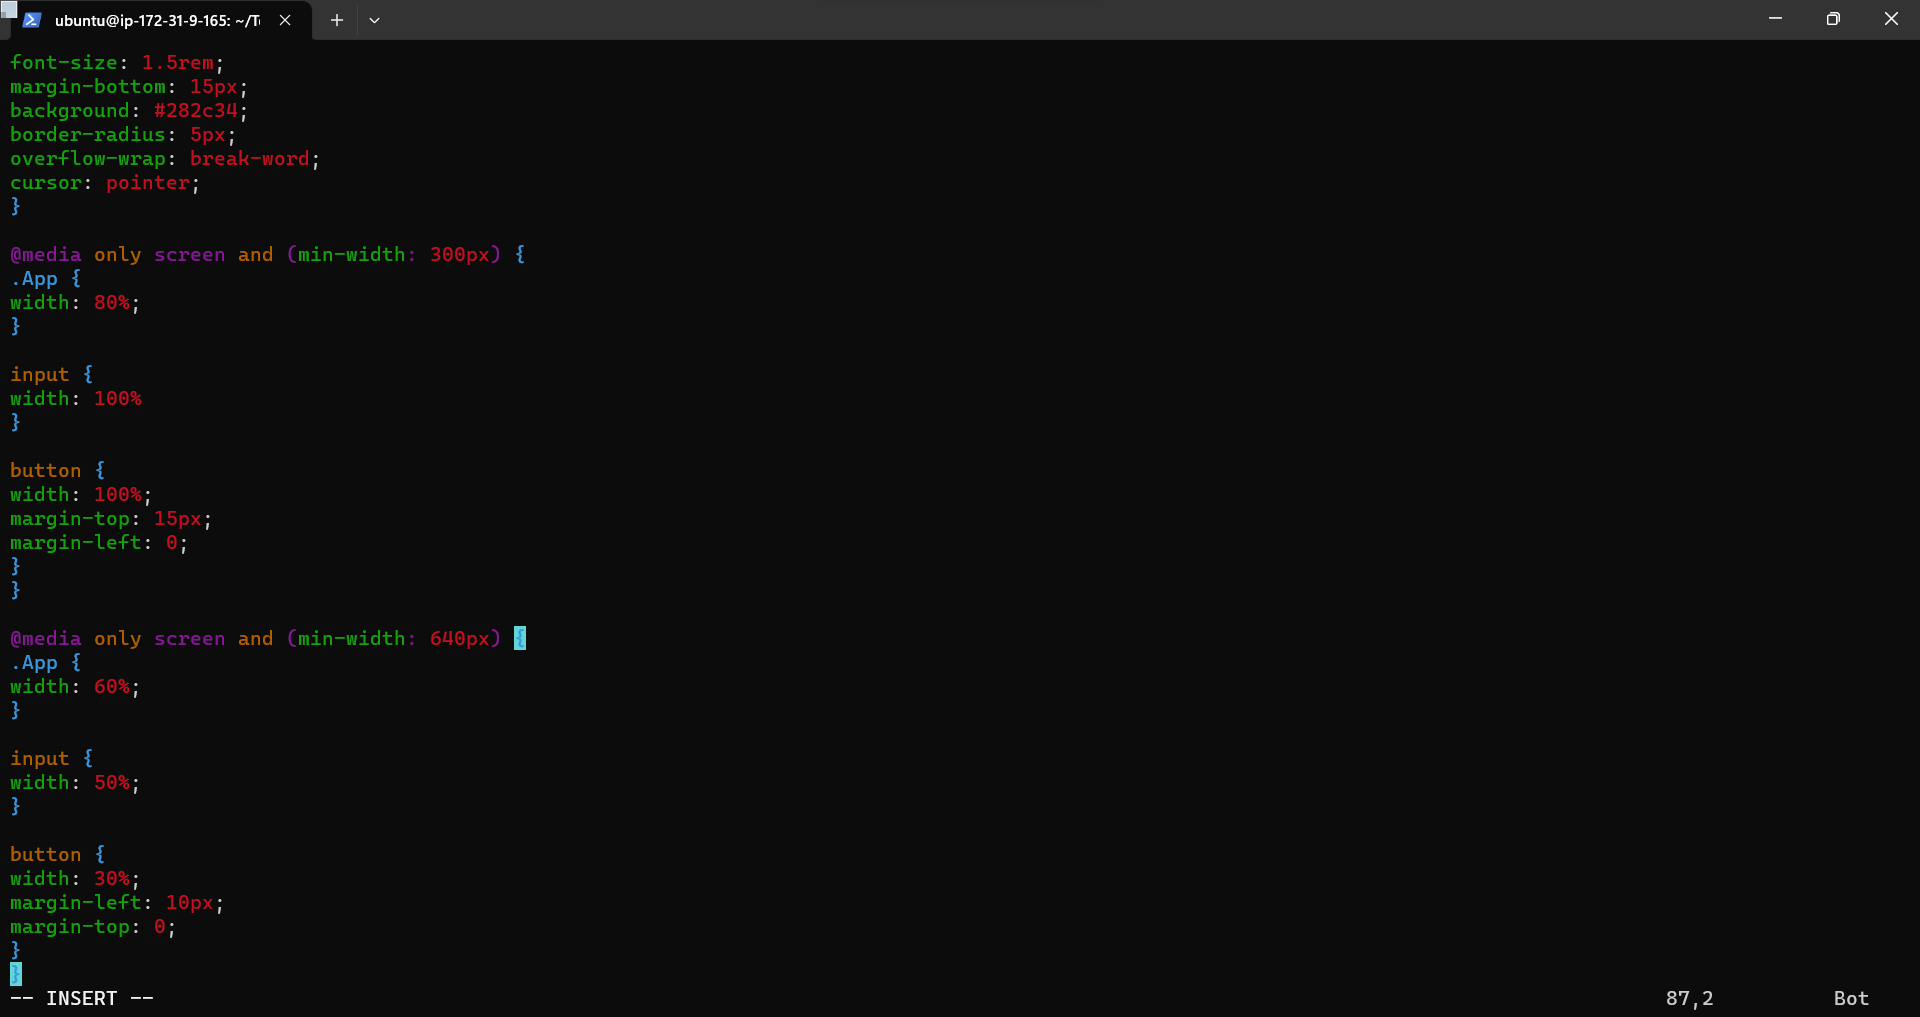 ubuntu@ip-172-31-9-165: ~/T
font-size: 1.5rem;
margin-bottom: 15px;
background: #282c34;
border-radius: 5px;
overflow-wrap: break-word;
cursor: pointer;
}
@media only screen and (min-width: 300px) {
.App {
width: 80%;
}
input {
width: 100%
}
button {
width: 100%;
margin-top: 15px;
margin-left: 0;
}
}
@media only screen and (min-width: 640px) {
.App {
width: 60%;
}
input {
width: 50%;
}
button {
width: 30%;
margin-left: 10px;
margin-top: 0;
}
}
-- INSERT -- 87,2 Bot